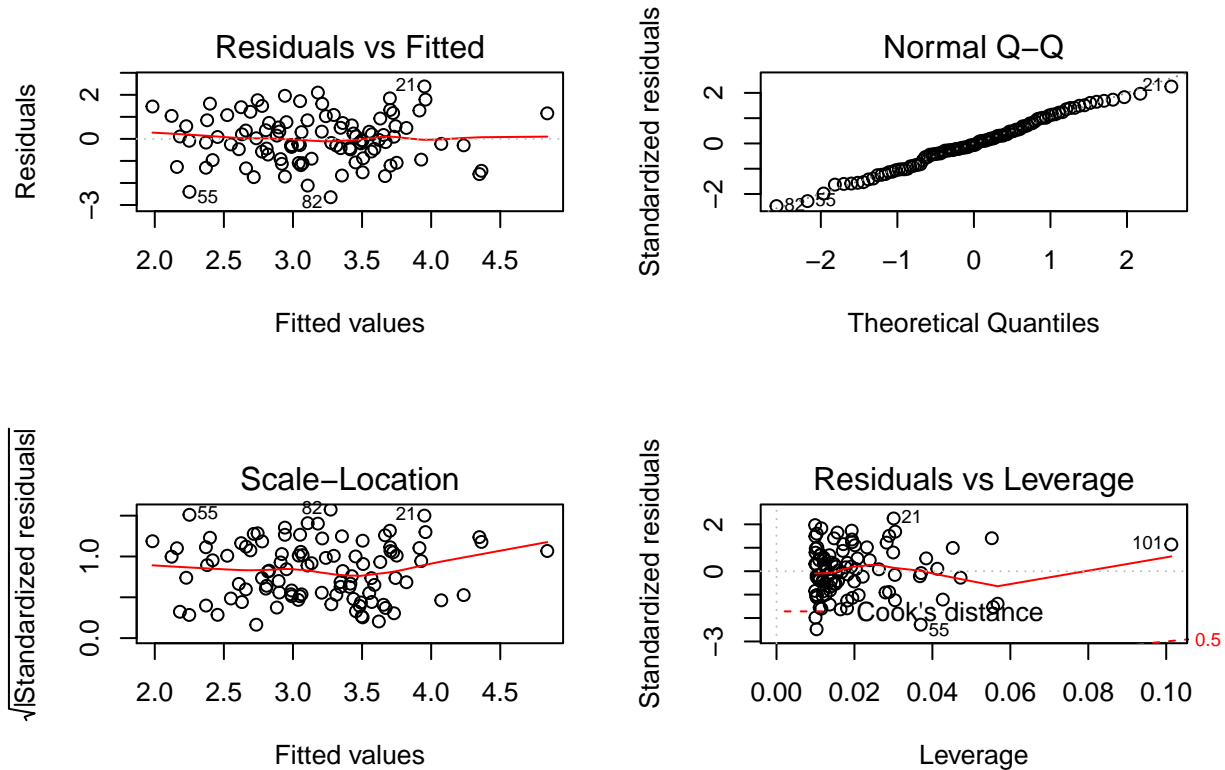 Residuals vs Fitted
Residuals
−3
0
2
21
55
82
2.0 2.5 3.0 3.5 4.0 4.5
Fitted values
Normal Q−Q
Standardized residuals
−2
0
2
21
82
55
−2 −1 0 1 2
Theoretical Quantiles
Scale−Location
√|Standardized residuals|
0.0
1.0
55
82
21
2.0 2.5 3.0 3.5 4.0 4.5
Fitted values
Residuals vs Leverage
Standardized residuals
−3
0
2
21
101
Cook's distance
55
0.5
0.00 0.02 0.04 0.06 0.08 0.10
Leverage